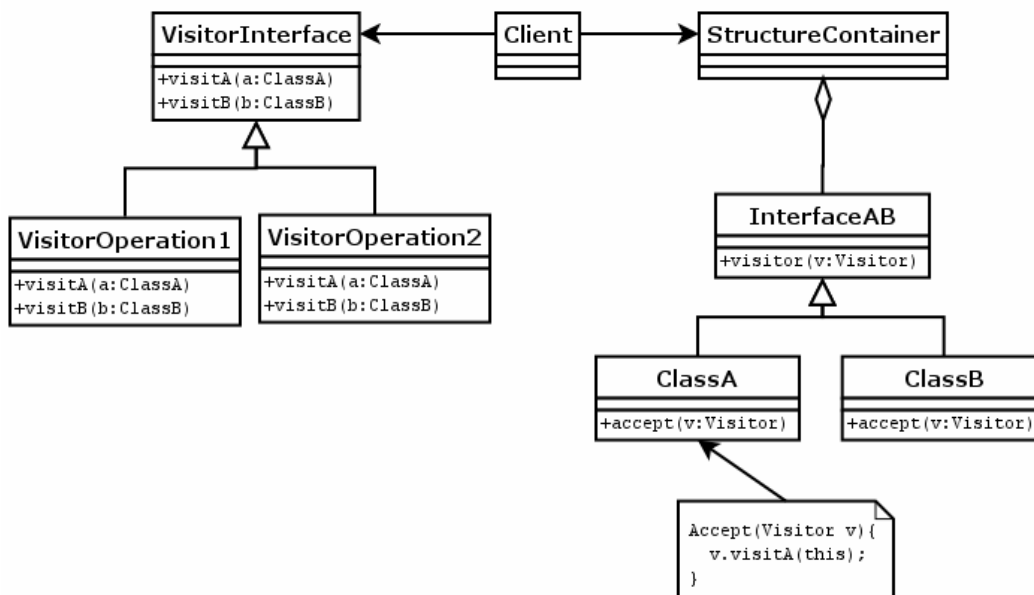 VisitorInterface
+visitA(a:ClassA)
+visitB(b:ClassB)
Client
StructureContainer
VisitorOperation1
+visitA(a:ClassA)
+visitB(b:ClassB)
VisitorOperation2
+visitA(a:ClassA)
+visitB(b:ClassB)
InterfaceAB
+visitor(v:Visitor)
ClassA
+accept(v:Visitor)
ClassB
+accept(v:Visitor)
Accept(Visitor v){
v.visitA(this);
}